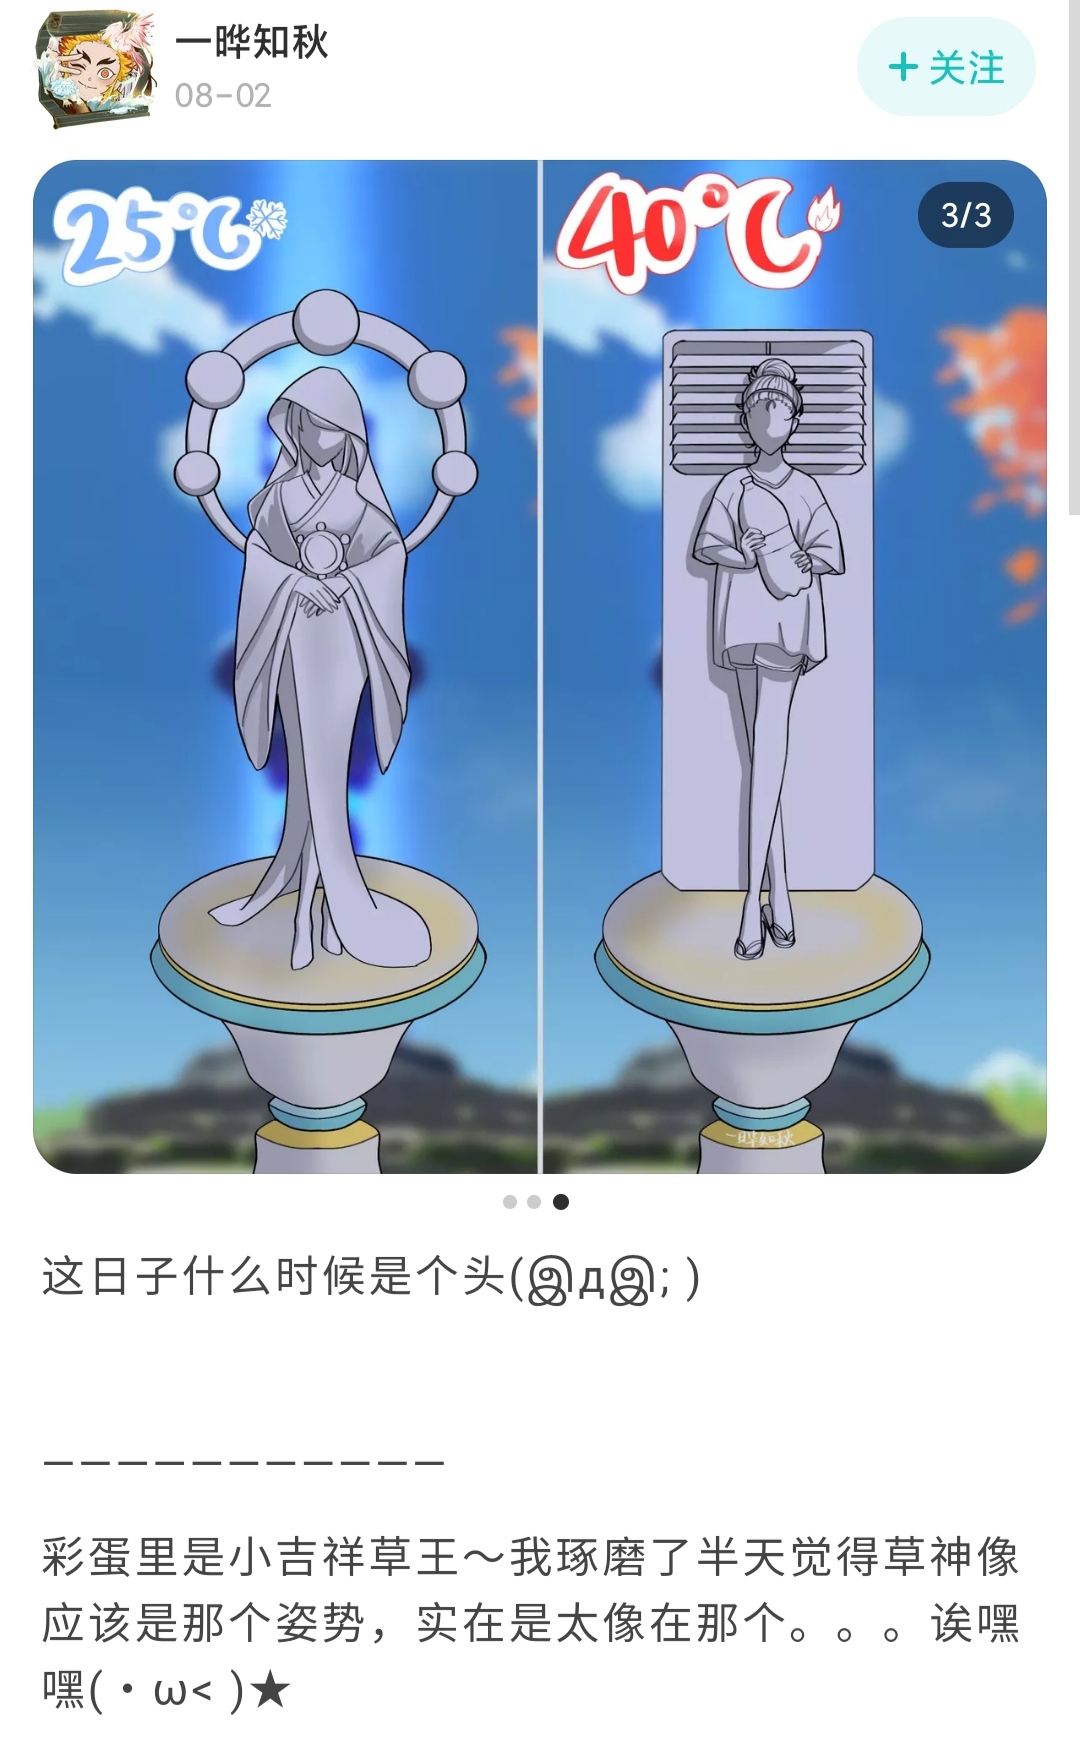 一晔知秋
08-02
+关注
25℃
40℃
3/3
一晔知秋
这日子什么时候是个头(இдஇ; )
———————————
彩蛋里是小吉祥草王～我琢磨了半天觉得草神像
应该是那个姿势，实在是太像在那个。。。诶嘿
嘿(・ω< )★